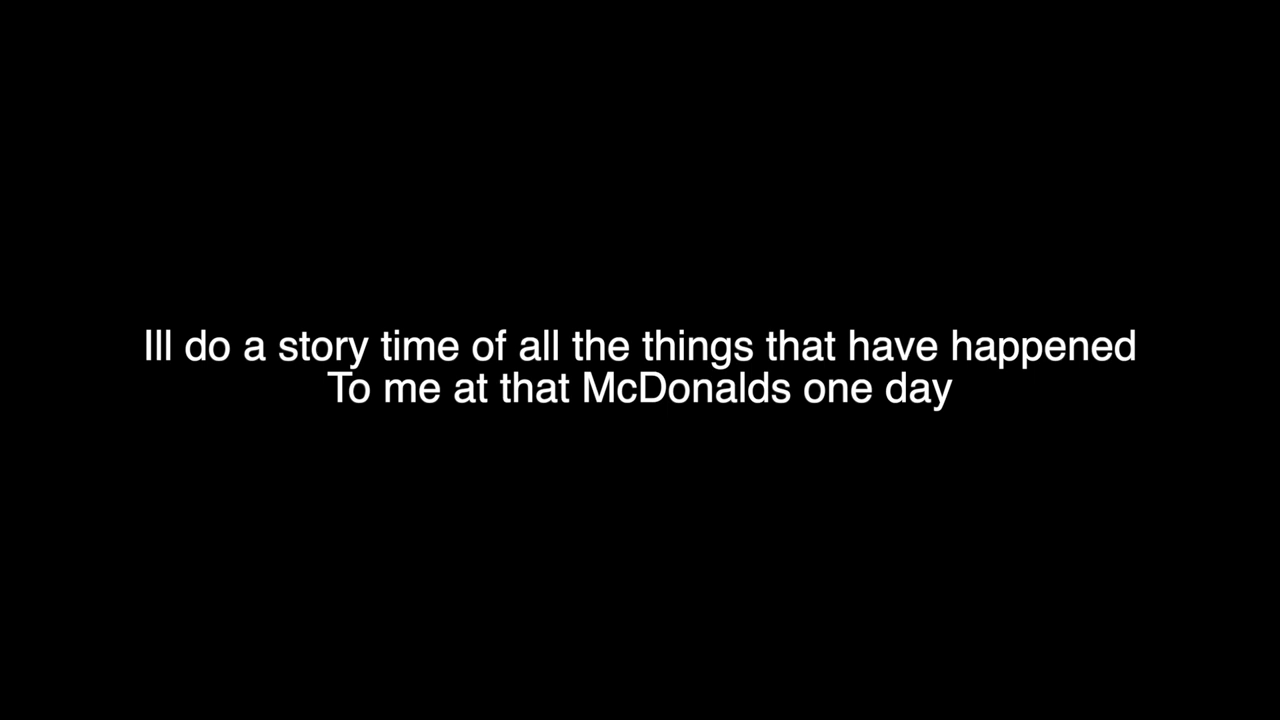 Ill do a story time of all the things that have happened
To me at that McDonalds one day